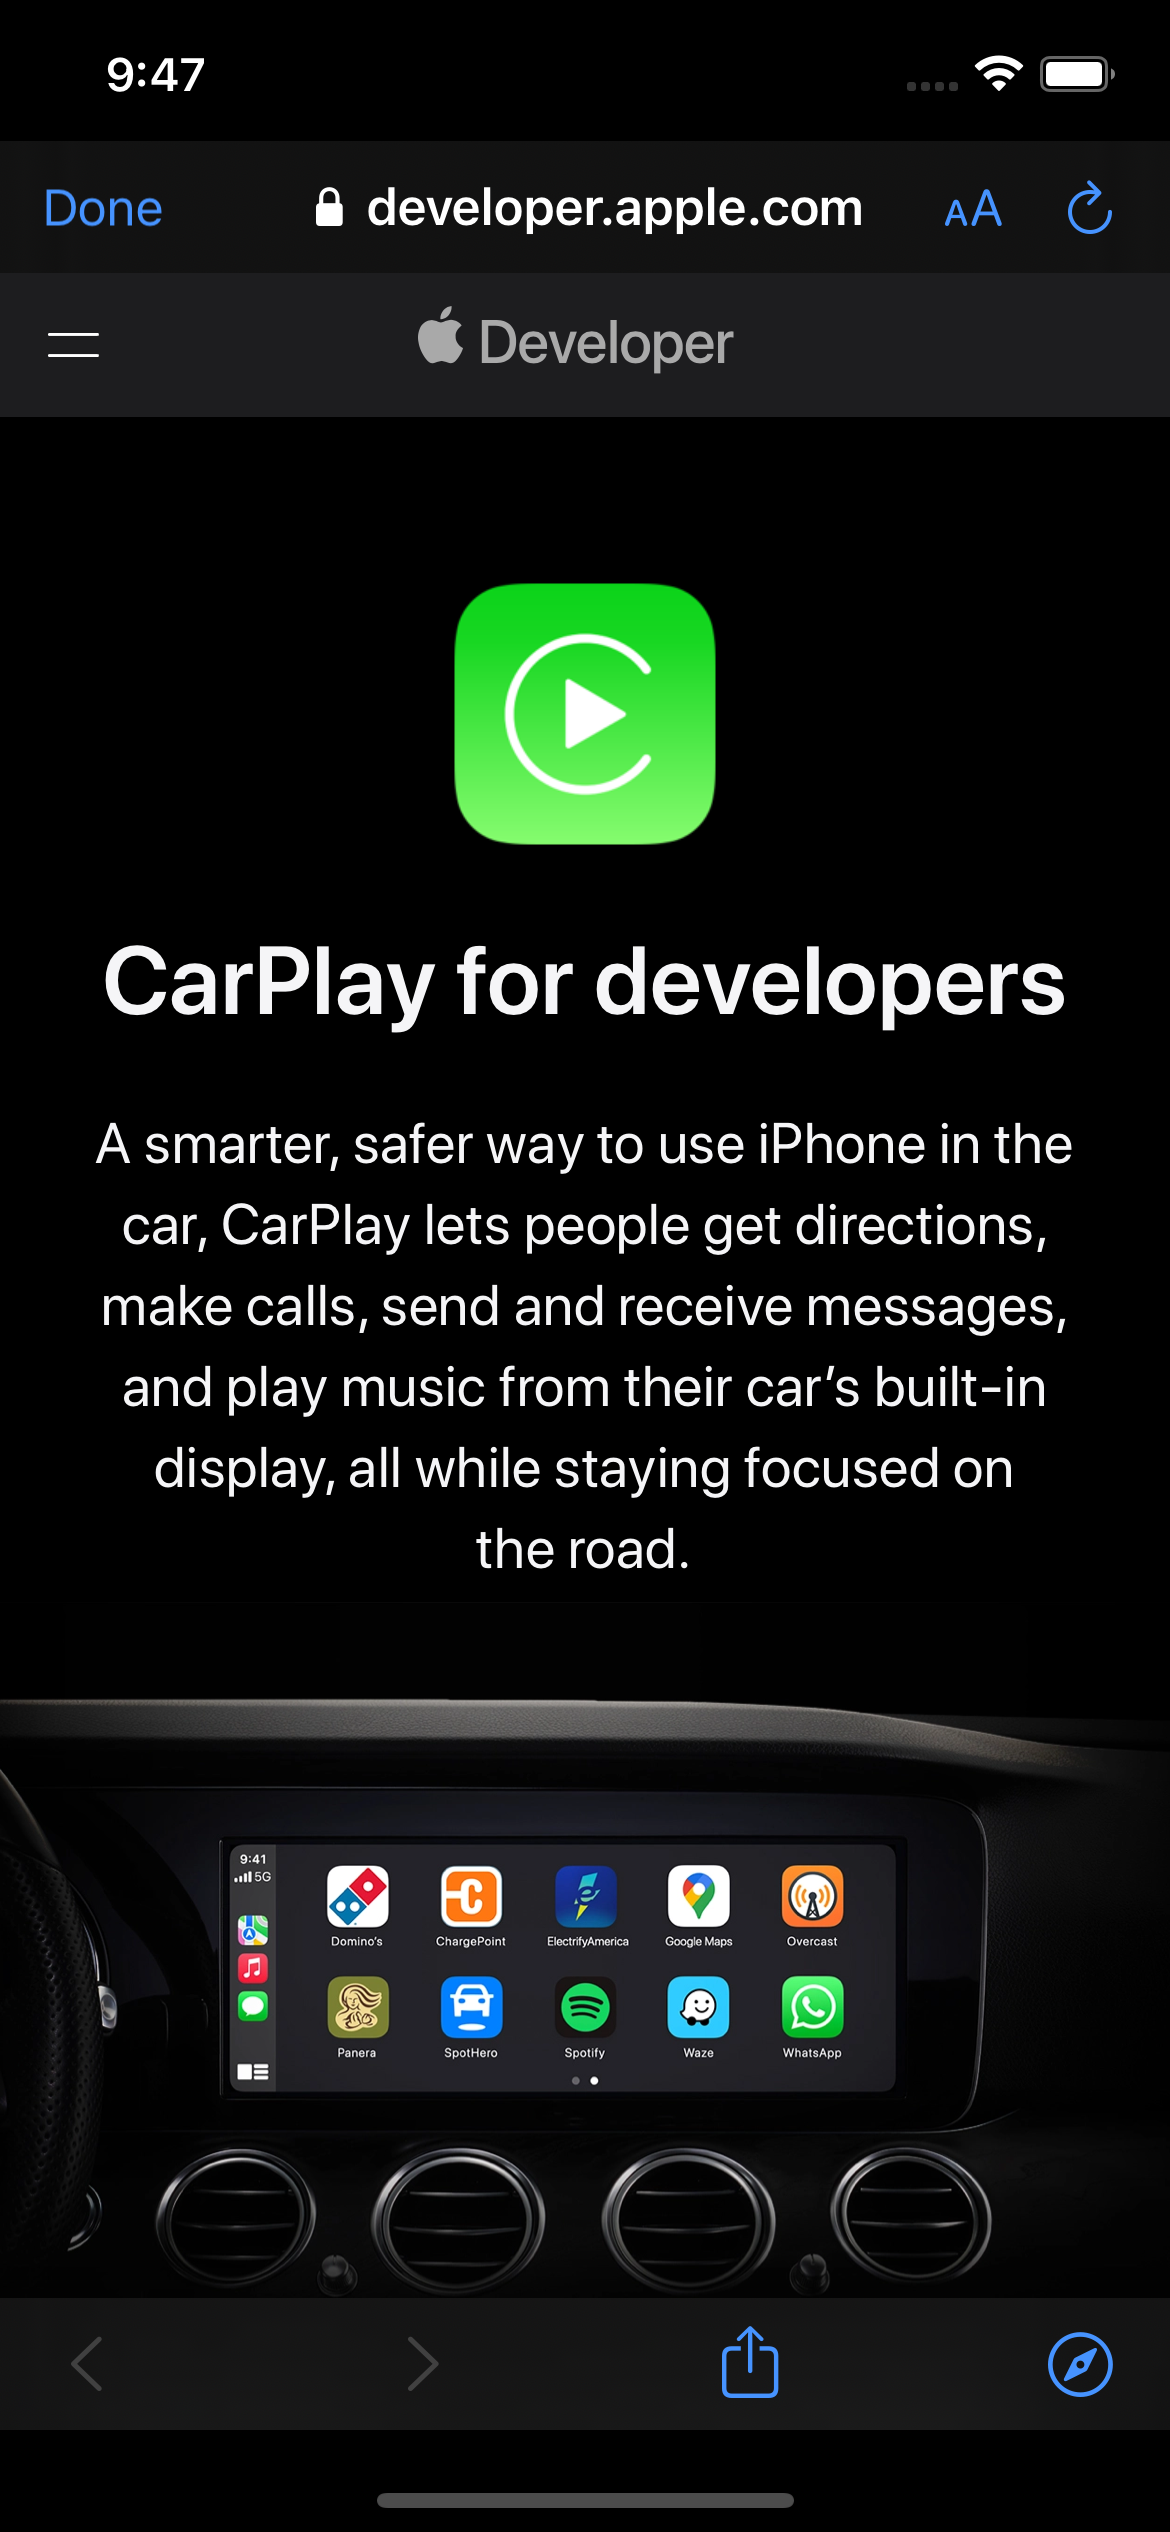 9:47
Done
developer.apple.com
AA
Developer
CarPlay for developers
A smarter, safer way to use iPhone in the
car, CarPlay lets people get directions,
make calls, send and receive messages,
and play music from their car’s built-in
display, all while staying focused on
the road.
9:41
5G
Domino's
ChargePoint
ElectrifyAmerica
Google Maps
Overcast
Panera
SpotHero
Spotify
Waze
WhatsApp